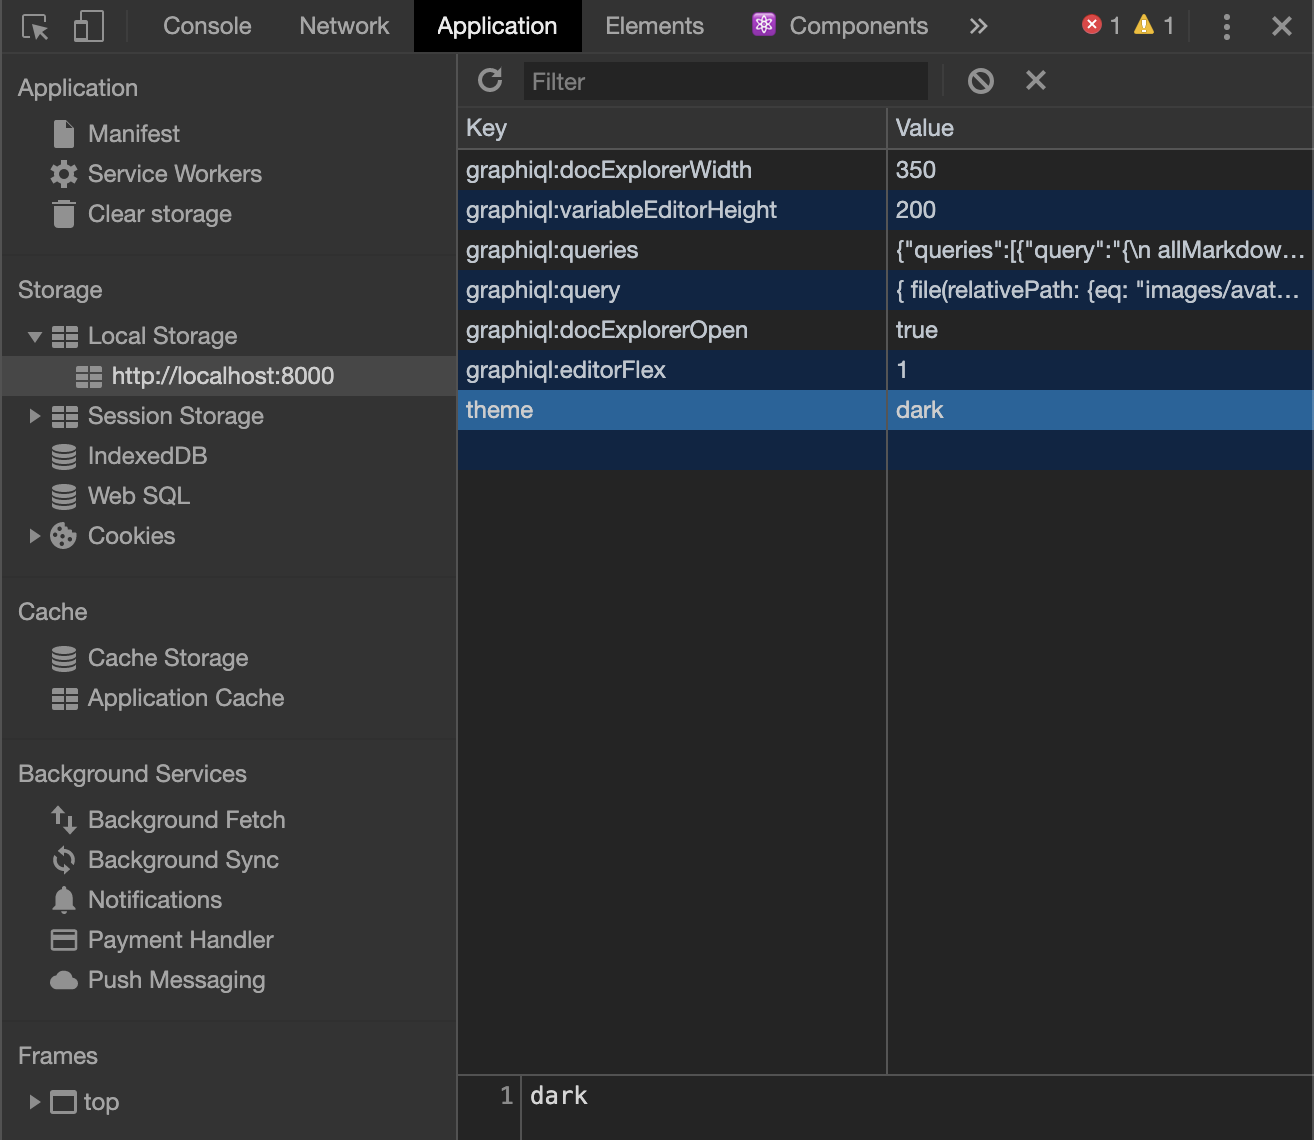 Console Network Application Elements Components » 1 1
Application
Manifest
Service Workers
Clear storage
Storage
Local Storage
http://localhost:8000
Session Storage
IndexedDB
Web SQL
Cookies
Cache
Cache Storage
Application Cache
Background Services
Background Fetch
Background Sync
Notifications
Payment Handler
Push Messaging
Frames
top
Filter
Key Value
graphiql:docExplorerWidth 350
graphiql:variableEditorHeight 200
graphiql:queries {"queries":[{"query":"{\n allMarkdow…
graphiql:query { file(relativePath: {eq: "images/avat…
graphiql:docExplorerOpen true
graphiql:editorFlex 1
theme dark
1 dark